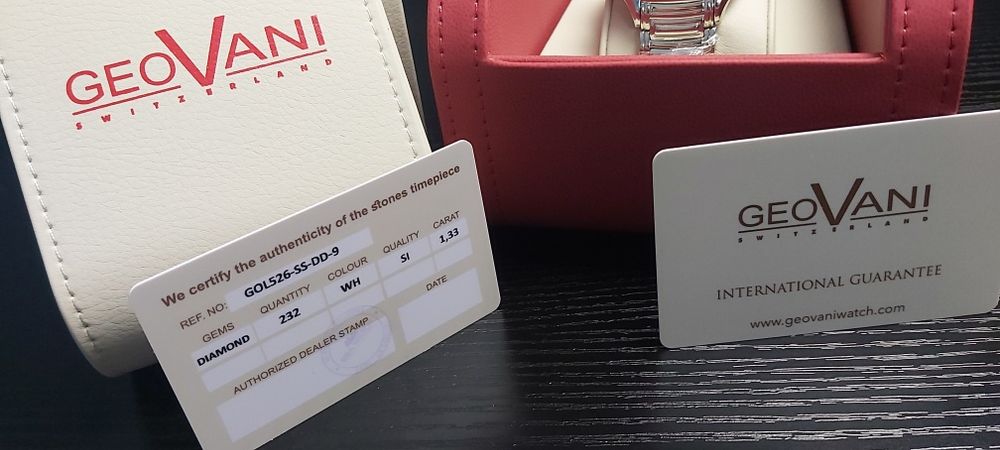 GEOVANI
SWITZERLAND
We certify the authenticity of the stones timepiece
REF. NO: GOL526-SS-DD-9
GEMS QUANTITY COLOUR QUALITY CARAT
DIAMOND 232 WH SI 1,33
AUTHORIZED DEALER STAMP DATE
GEOVANI
SWITZERLAND
INTERNATIONAL GUARANTEE
www.geovaniwatch.com